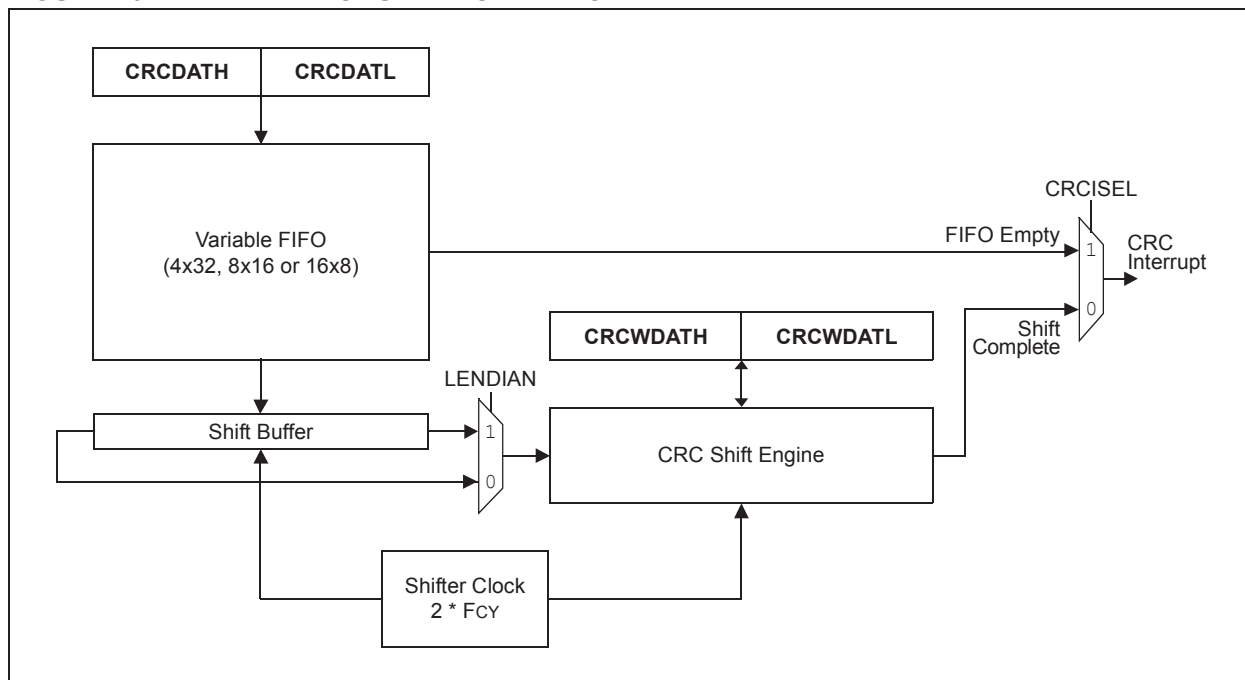 CRCDATH CRCDATL
Variable FIFO
(4x32, 8x16 or 16x8)
CRCISEL
FIFO Empty
1
CRC
Interrupt
0
Shift
Complete
CRCWDATH CRCWDATL
LENDIAN
Shift Buffer
1
0
CRC Shift Engine
Shifter Clock
2 * FCY